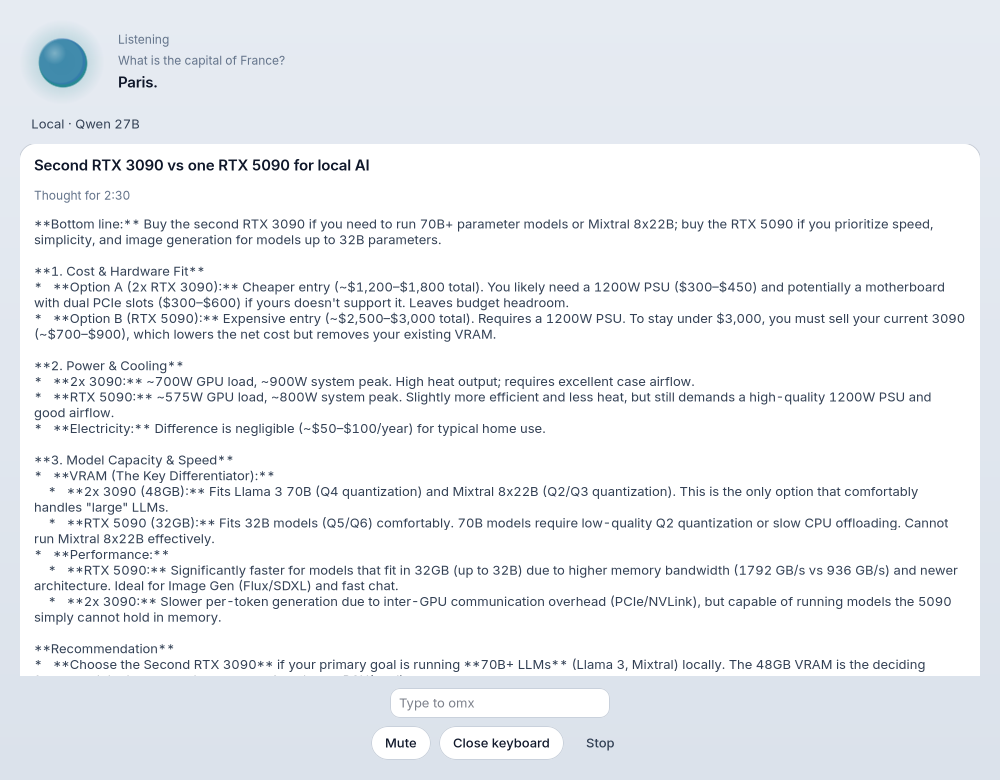 Listening
What is the capital of France?
Paris.
Local · Qwen 27B
Second RTX 3090 vs one RTX 5090 for local AI
Thought for 2:30
**Bottom line:** Buy the second RTX 3090 if you need to run 70B+ parameter models or Mixtral 8x22B; buy the RTX 5090 if you prioritize speed,
simplicity, and image generation for models up to 32B parameters.
**1. Cost & Hardware Fit**
*   **Option A (2x RTX 3090):** Cheaper entry (~$1,200–$1,800 total). You likely need a 1200W PSU ($300–$450) and potentially a motherboard
with dual PCIe slots ($300–$600) if yours doesn't support it. Leaves budget headroom.
*   **Option B (RTX 5090):** Expensive entry (~$2,500–$3,000 total). Requires a 1200W PSU. To stay under $3,000, you must sell your current 3090
(~$700–$900), which lowers the net cost but removes your existing VRAM.
**2. Power & Cooling**
*   **2x 3090:** ~700W GPU load, ~900W system peak. High heat output; requires excellent case airflow.
*   **RTX 5090:** ~575W GPU load, ~800W system peak. Slightly more efficient and less heat, but still demands a high-quality 1200W PSU and
good airflow.
*   **Electricity:** Difference is negligible (~$50–$100/year) for typical home use.
**3. Model Capacity & Speed**
*   **VRAM (The Key Differentiator):**
    *   **2x 3090 (48GB):** Fits Llama 3 70B (Q4 quantization) and Mixtral 8x22B (Q2/Q3 quantization). This is the only option that comfortably
handles "large" LLMs.
    *   **RTX 5090 (32GB):** Fits 32B models (Q5/Q6) comfortably. 70B models require low-quality Q2 quantization or slow CPU offloading. Cannot
run Mixtral 8x22B effectively.
*   **Performance:**
    *   **RTX 5090:** Significantly faster for models that fit in 32GB (up to 32B) due to higher memory bandwidth (1792 GB/s vs 936 GB/s) and newer
architecture. Ideal for Image Gen (Flux/SDXL) and fast chat.
    *   **2x 3090:** Slower per-token generation due to inter-GPU communication overhead (PCIe/NVLink), but capable of running models the 5090
simply cannot hold in memory.
**Recommendation**
*   **Choose the Second RTX 3090** if your primary goal is running **70B+ LLMs** (Llama 3, Mixtral) locally. The 48GB VRAM is the deciding
Type to omx
Mute
Close keyboard
Stop